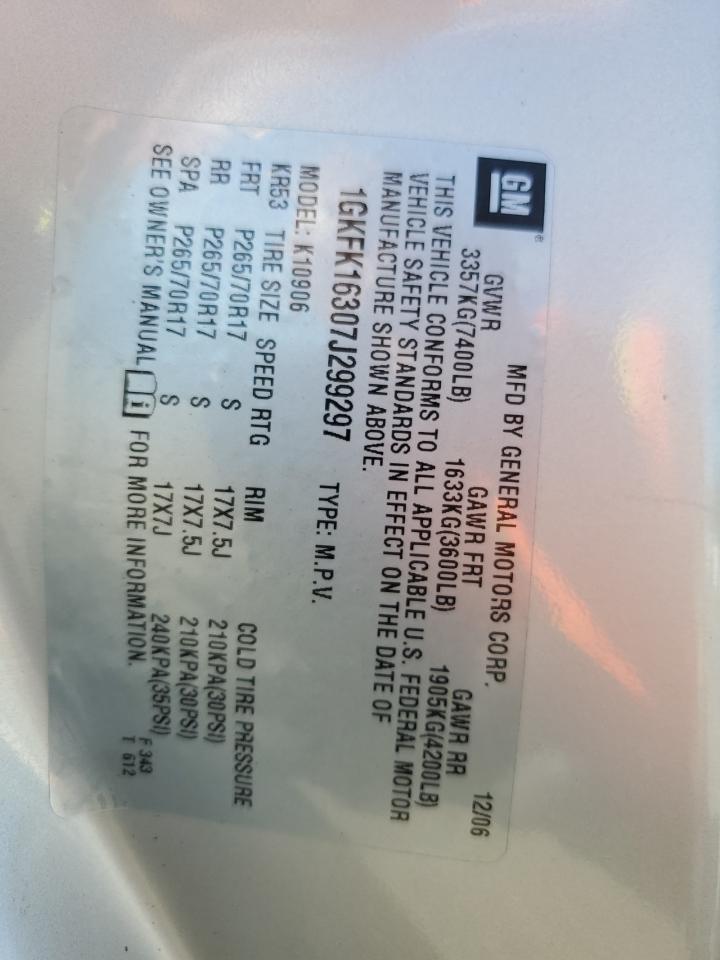 GM®
MFD BY GENERAL MOTORS CORP. 12/06
GVWR GAWR FRT GAWR RR
3357KG(7400LB) 1633KG(3600LB) 1905KG(4200LB)
THIS VEHICLE CONFORMS TO ALL APPLICABLE U.S. FEDERAL MOTOR
VEHICLE SAFETY STANDARDS IN EFFECT ON THE DATE OF
MANUFACTURE SHOWN ABOVE.
1GKFK16307J299297 TYPE: M.P.V.
MODEL: K10906
KR53 TIRE SIZE SPEED RTG RIM COLD TIRE PRESSURE
FRT P265/70R17 S 17X7.5J 210KPA(30PSI)
RR P265/70R17 S 17X7.5J 210KPA(30PSI)
SPA P265/70R17 S 17X7J 240KPA(35PSI)
SEE OWNER'S MANUAL i FOR MORE INFORMATION.
F 343
T 612